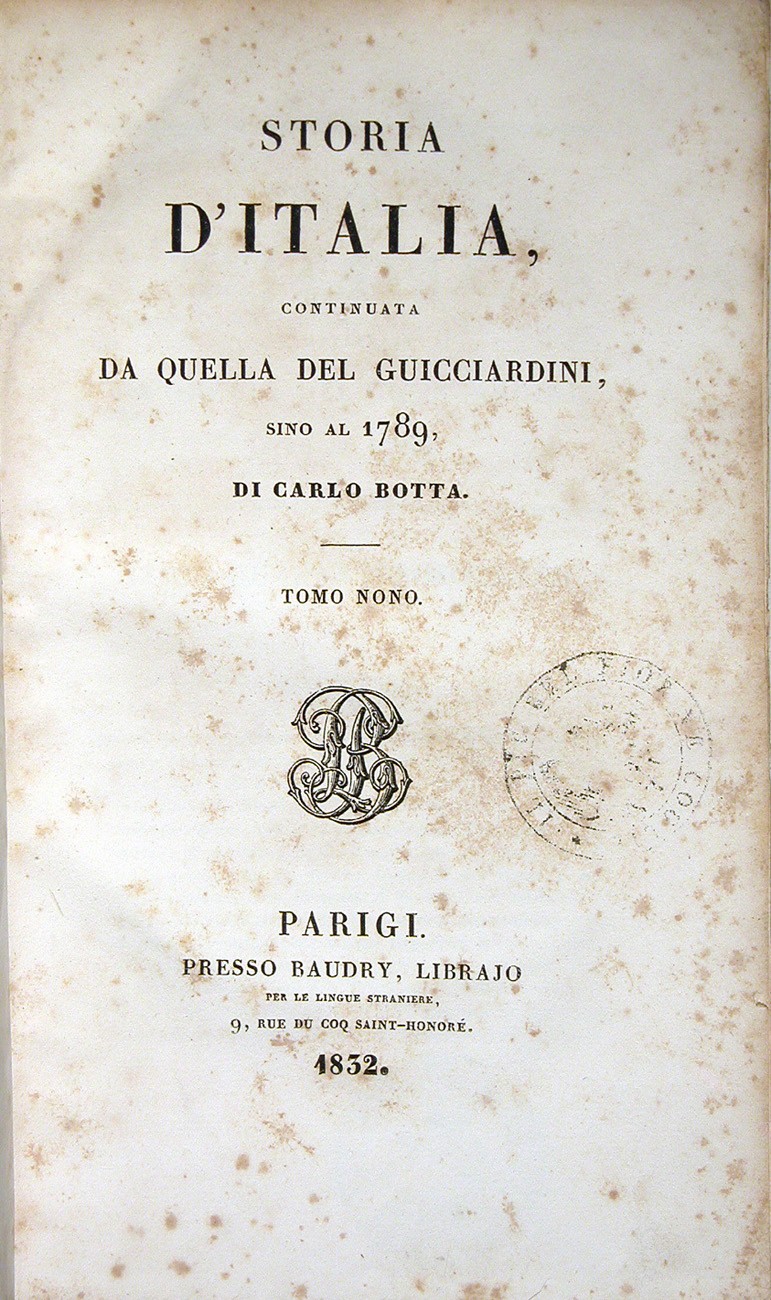 STORIA
D'ITALIA,
CONTINUATA
DA QUELLA DEL GUICCIARDINI,
SINO AL 1789,
DI CARLO BOTTA.
TOMO NONO.
PARIGI.
PRESSO BAUDRY, LIBRAJO
PER LE LINGUE STRANIERE,
9, RUE DU COQ SAINT-HONORÉ.
1832.